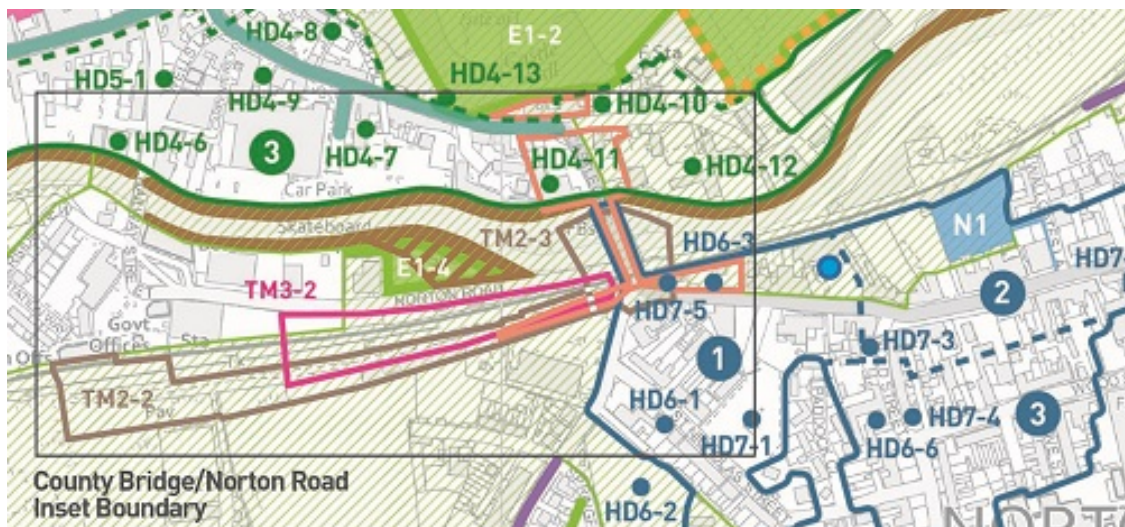 HD4-8
E1-2
F Sta
HD4-13
HD5-1
HD4-9
HD4-10
HD4-6
3
HD4-7
HD4-11
HD4-12
Car Park
Skateboard
TM2-3
HD6-3
N1
E1-4
TM3-2
NORTON ROAD
HD7-5
2
HD7-
Govt
Offices
Sta
1
HD7-3
TM2-2
Pav
HD6-1
HD7-4
3
HD7-1
HD6-6
County Bridge/Norton Road
Inset Boundary
HD6-2